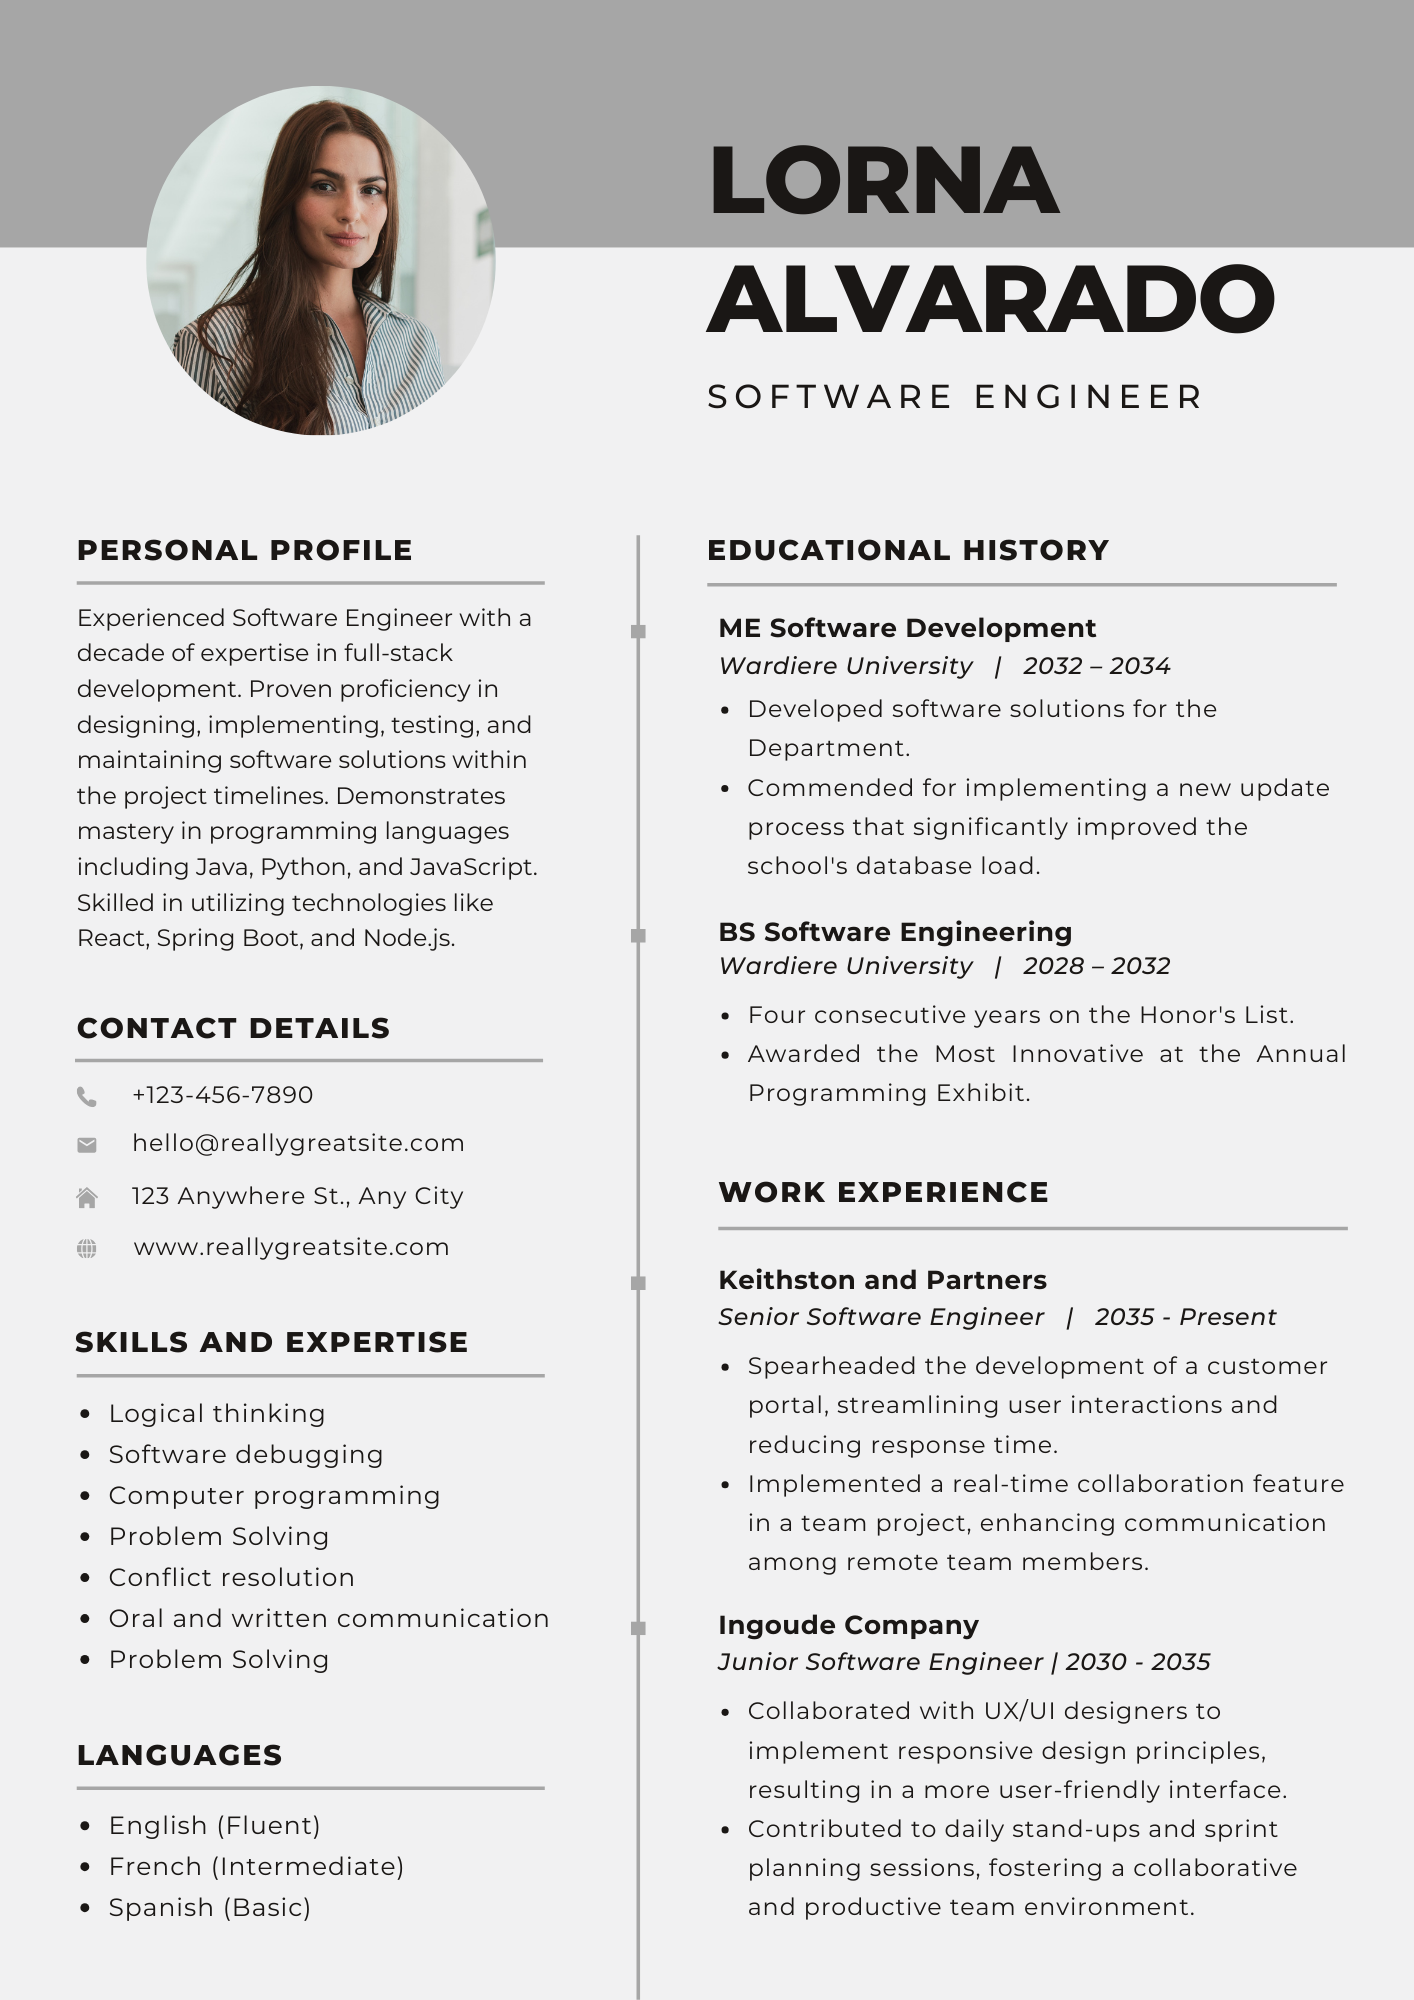 LORNA
ALVARADO
SOFTWARE ENGINEER
PERSONAL PROFILE
Experienced Software Engineer with a
decade of expertise in full-stack
development. Proven proficiency in
designing, implementing, testing, and
maintaining software solutions within
the project timelines. Demonstrates
mastery in programming languages
including Java, Python, and JavaScript.
Skilled in utilizing technologies like
React, Spring Boot, and Node.js.
CONTACT DETAILS
+123-456-7890
hello@reallygreatsite.com
123 Anywhere St., Any City
www.reallygreatsite.com
SKILLS AND EXPERTISE
• Logical thinking
• Software debugging
• Computer programming
• Problem Solving
• Conflict resolution
• Oral and written communication
• Problem Solving
LANGUAGES
• English (Fluent)
• French (Intermediate)
• Spanish (Basic)
EDUCATIONAL HISTORY
ME Software Development
Wardiere University | 2032 – 2034
• Developed software solutions for the
Department.
• Commended for implementing a new update
process that significantly improved the
school's database load.
BS Software Engineering
Wardiere University | 2028 – 2032
• Four consecutive years on the Honor's List.
• Awarded the Most Innovative at the Annual
Programming Exhibit.
WORK EXPERIENCE
Keithston and Partners
Senior Software Engineer | 2035 - Present
• Spearheaded the development of a customer
portal, streamlining user interactions and
reducing response time.
• Implemented a real-time collaboration feature
in a team project, enhancing communication
among remote team members.
Ingoude Company
Junior Software Engineer | 2030 - 2035
• Collaborated with UX/UI designers to
implement responsive design principles,
resulting in a more user-friendly interface.
• Contributed to daily stand-ups and sprint
planning sessions, fostering a collaborative
and productive team environment.